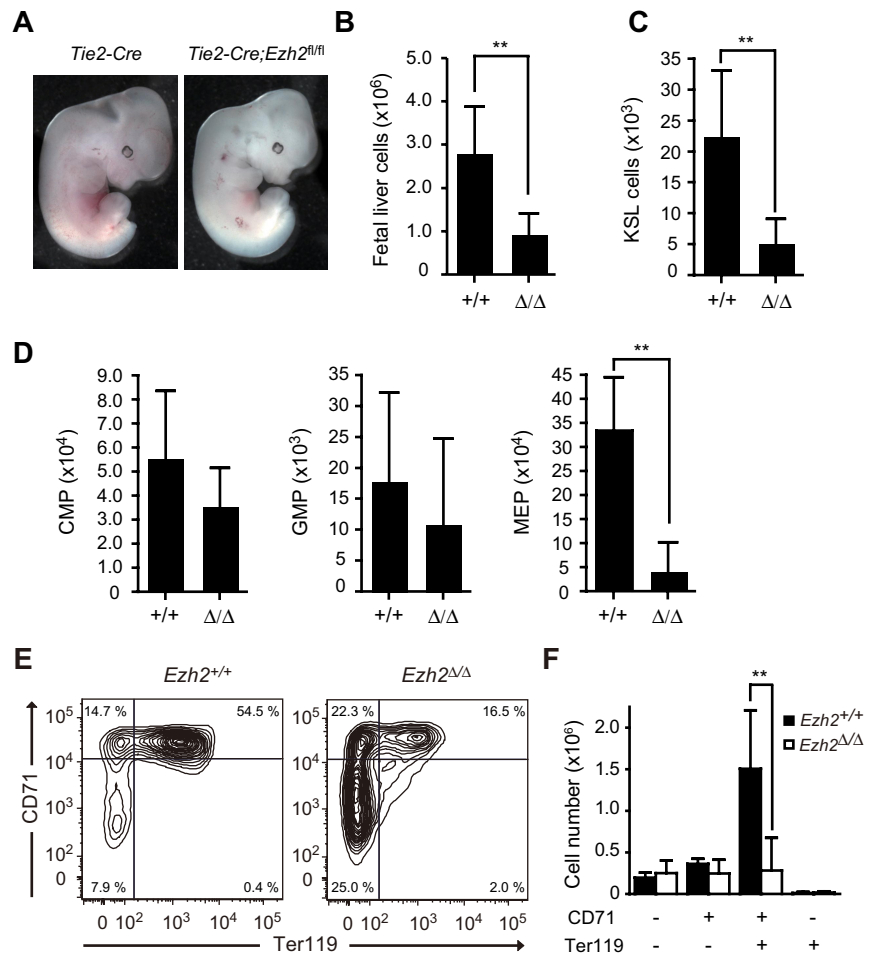 A
Tie2-Cre
Tie2-Cre;Ezh2fl/fl
B
**
Fetal liver cells (x10⁶)
5.0
4.0
3.0
2.0
1.0
0
+/+ Δ/Δ
C
**
KSL cells (x10³)
35
30
25
20
15
10
5
0
+/+ Δ/Δ
D
CMP (x10⁴)
9.0
8.0
7.0
6.0
5.0
4.0
3.0
2.0
1.0
0
+/+ Δ/Δ
GMP (x10³)
35
30
25
20
15
10
5
0
+/+ Δ/Δ
**
MEP (x10⁴)
45
40
35
30
25
20
15
10
5
0
+/+ Δ/Δ
E
Ezh2+/+
Ezh2Δ/Δ
CD71
10⁵
10⁴
10³
10²
0
14.7 % 54.5 %
7.9 % 0.4 %
0 10² 10³ 10⁴ 10⁵
10⁵
10⁴
10³
10²
0
22.3 % 16.5 %
25.0 % 2.0 %
0 10² 10³ 10⁴ 10⁵
Ter119
F
**
Ezh2+/+
Ezh2Δ/Δ
Cell number (x10⁶)
2.0
1.5
1.0
0.5
0
CD71 - + + -
Ter119 - - + +